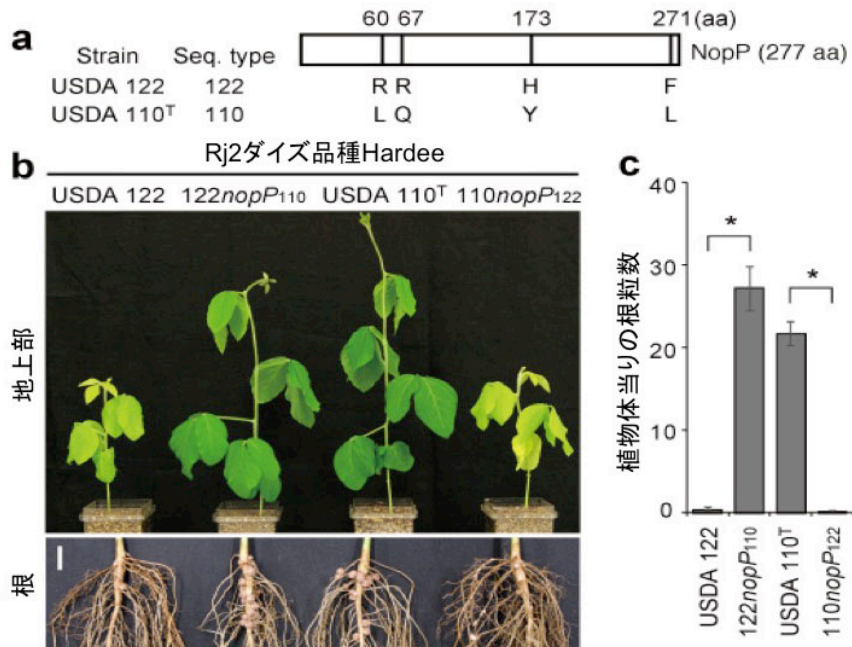 a
60 67 173 271(aa)
Strain Seq. type NopP (277 aa)
USDA 122 122 R R H F
USDA 110T 110 L Q Y L
Rj2ダイズ品種Hardee
b
USDA 122 122nopP110 USDA 110T 110nopP122
地上部
根
c
植物体当りの根粒数
40
30
20
10
0
* *
USDA 122
122nopP110
USDA 110T
110nopP122